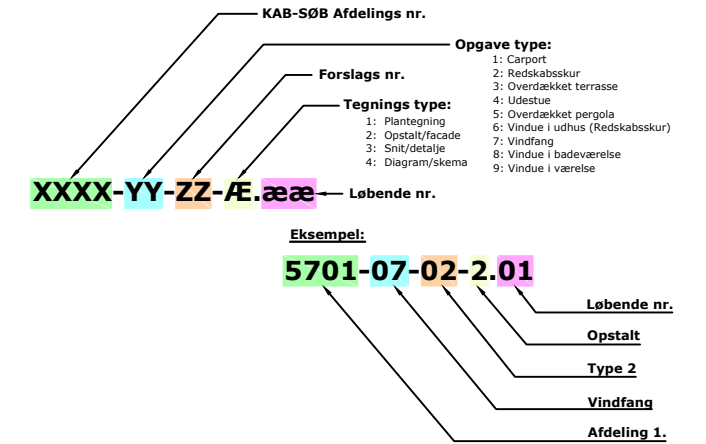 KAB-SØB Afdelings nr.
Opgave type:
1: Carport
2: Redskabsskur
3: Overdækket terrasse
4: Udestue
5: Overdækket pergola
6: Vindue i udhus (Redskabsskur)
7: Vindfang
8: Vindue i badeværelse
9: Vindue i værelse
Forslags nr.
Tegnings type:
1: Plantegning
2: Opstalt/facade
3: Snit/detalje
4: Diagram/skema
XXXX-YY-ZZ-Æ.ææ
Løbende nr.
Eksempel:
5701-07-02-2.01
Løbende nr.
Opstalt
Type 2
Vindfang
Afdeling 1.